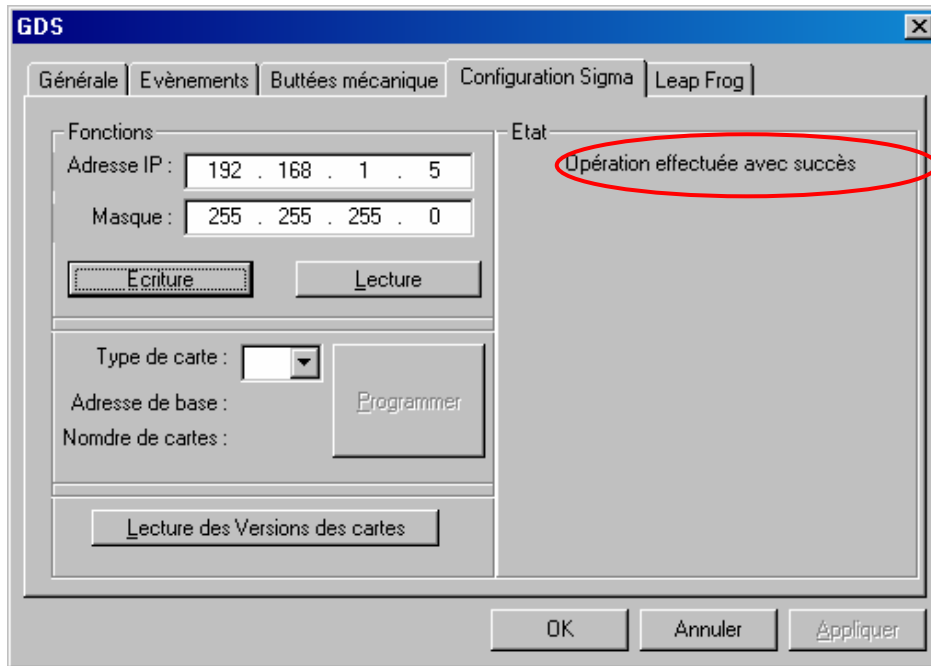 GDS
Générale Evènements Buttées mécanique Configuration Sigma Leap Frog
Fonctions
Adresse IP : 192 . 168 . 1 . 5
Masque : 255 . 255 . 255 . 0
Ecriture Lecture
Type de carte :
Adresse de base :
Nomdre de cartes :
Programmer
Lecture des Versions des cartes
Etat
Opération effectuée avec succès
OK Annuler Appliquer